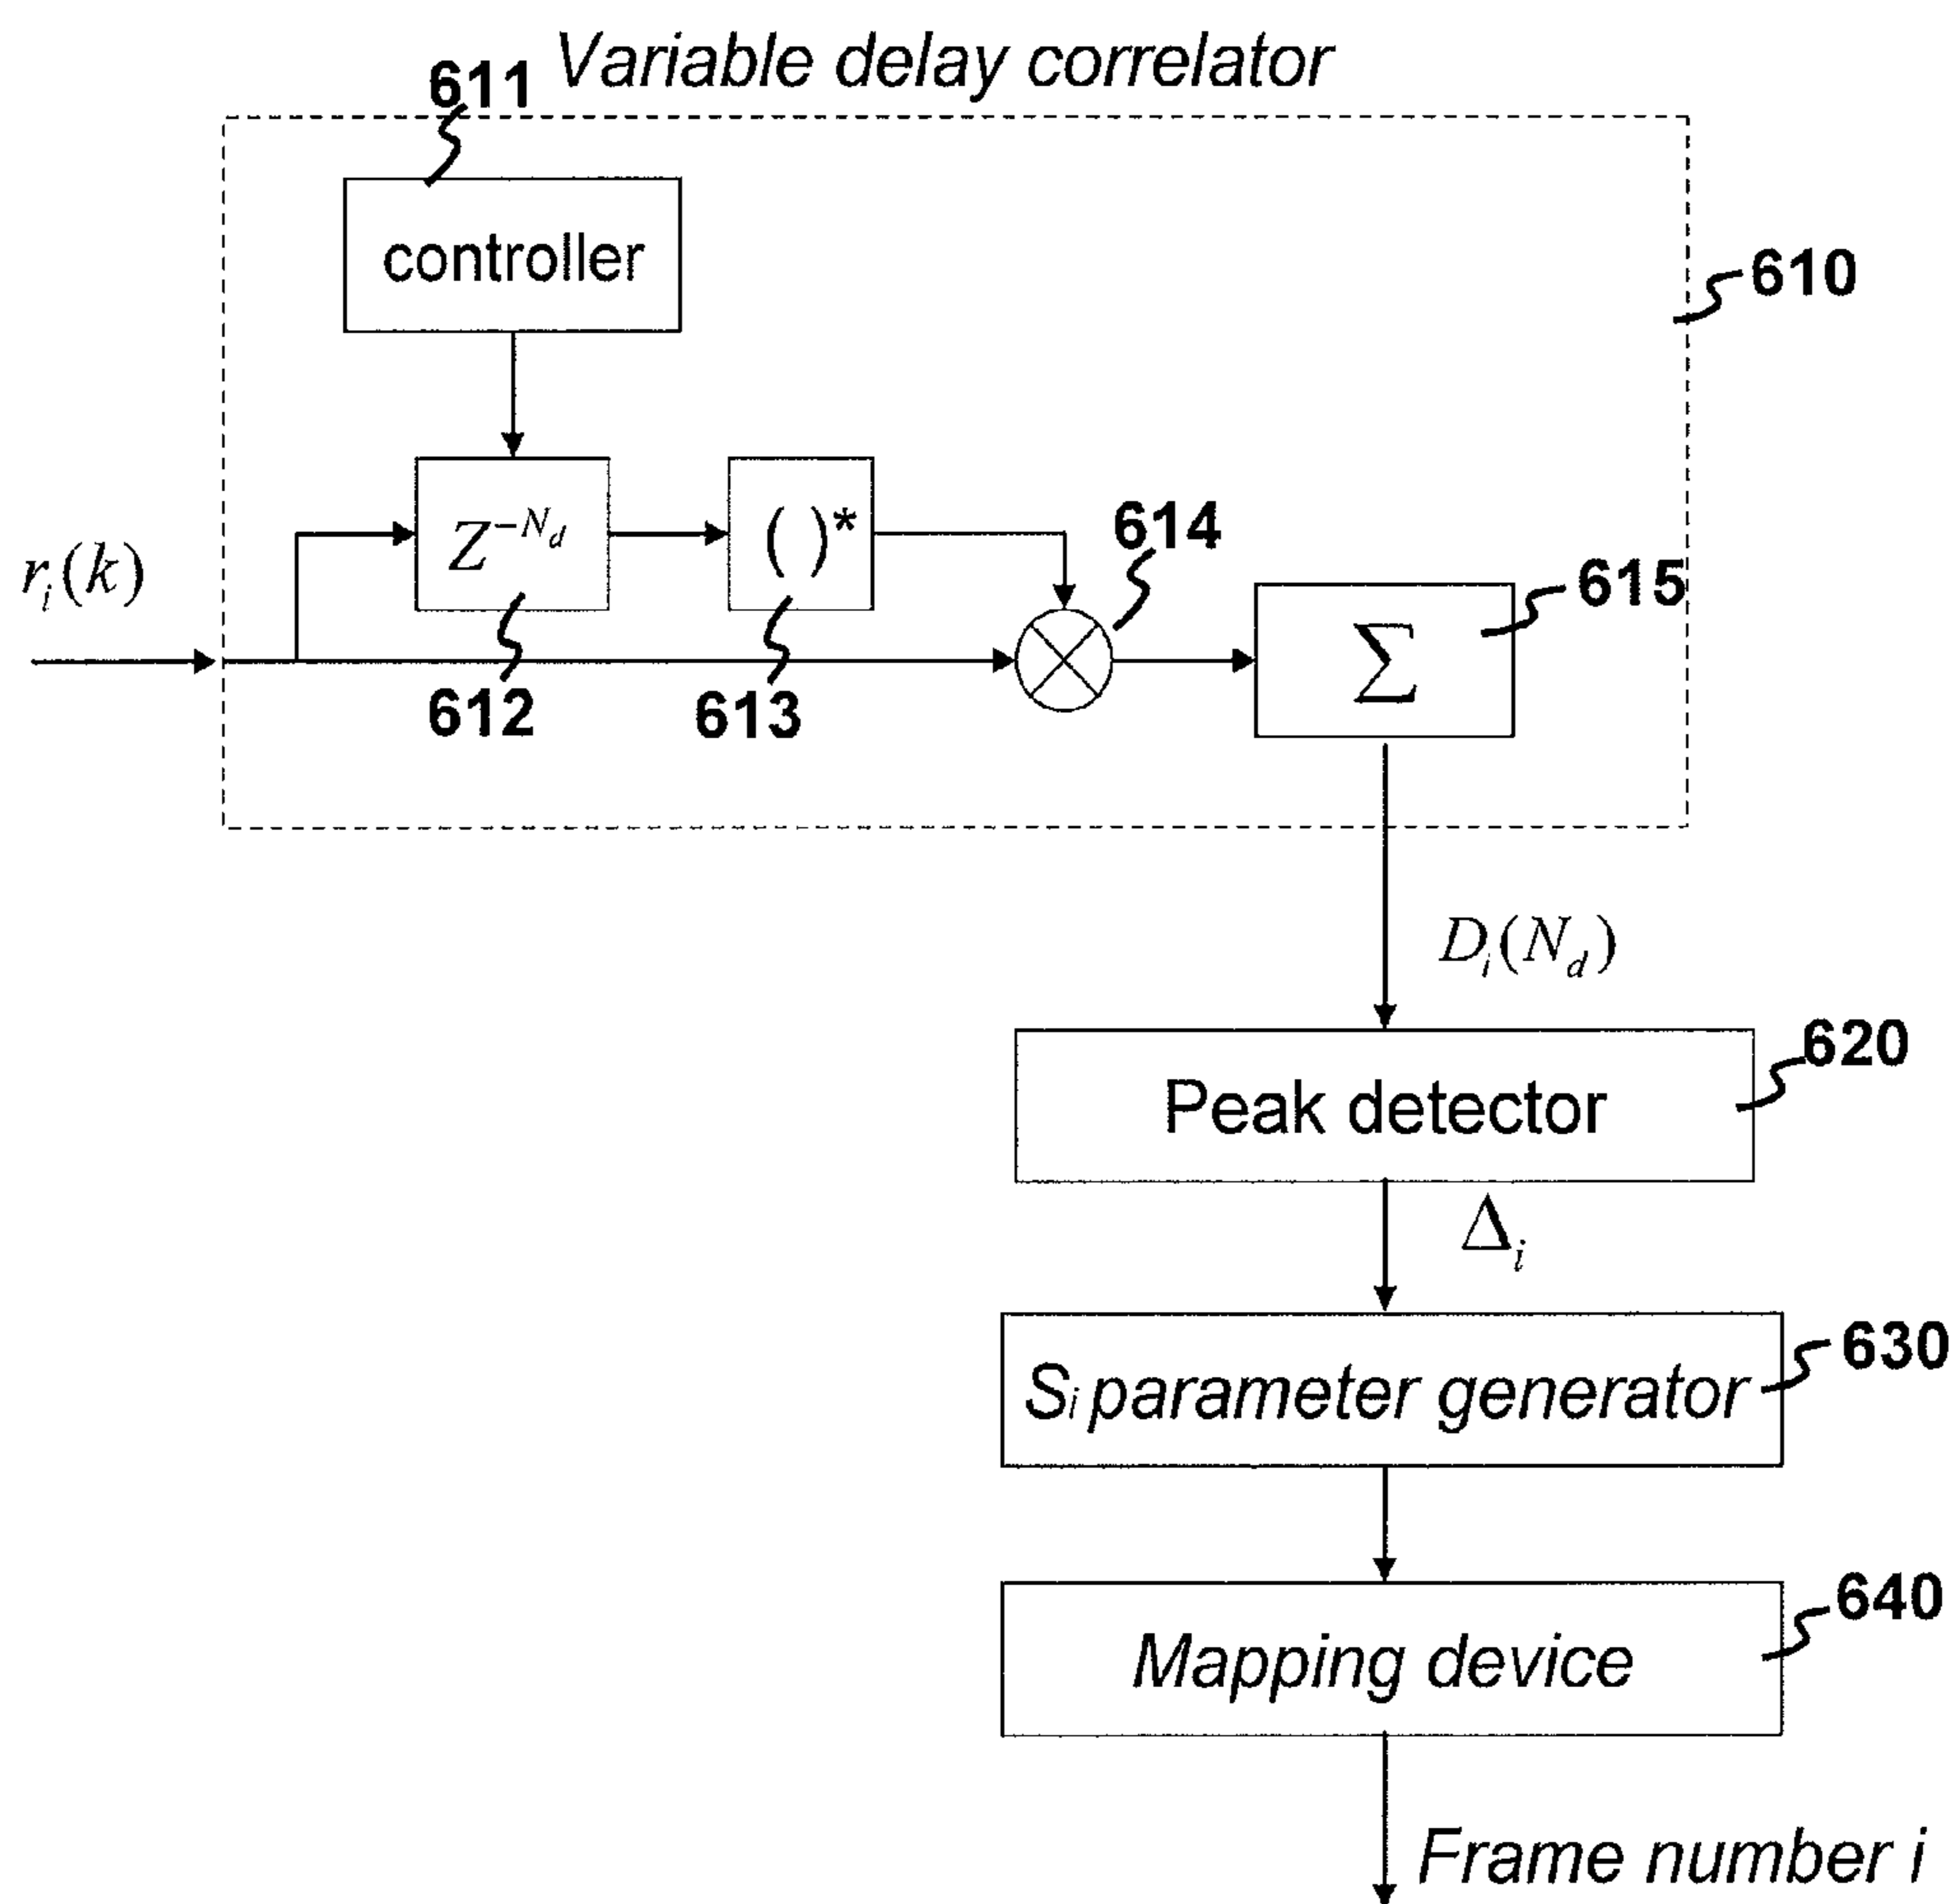 Variable delay correlator
611
controller
610
Z^{-N_d}
( )*
614
r_i(k)
615
Σ
612
613
D_i(N_d)
620
Peak detector
Δ_i
630
S_i parameter generator
640
Mapping device
Frame number i